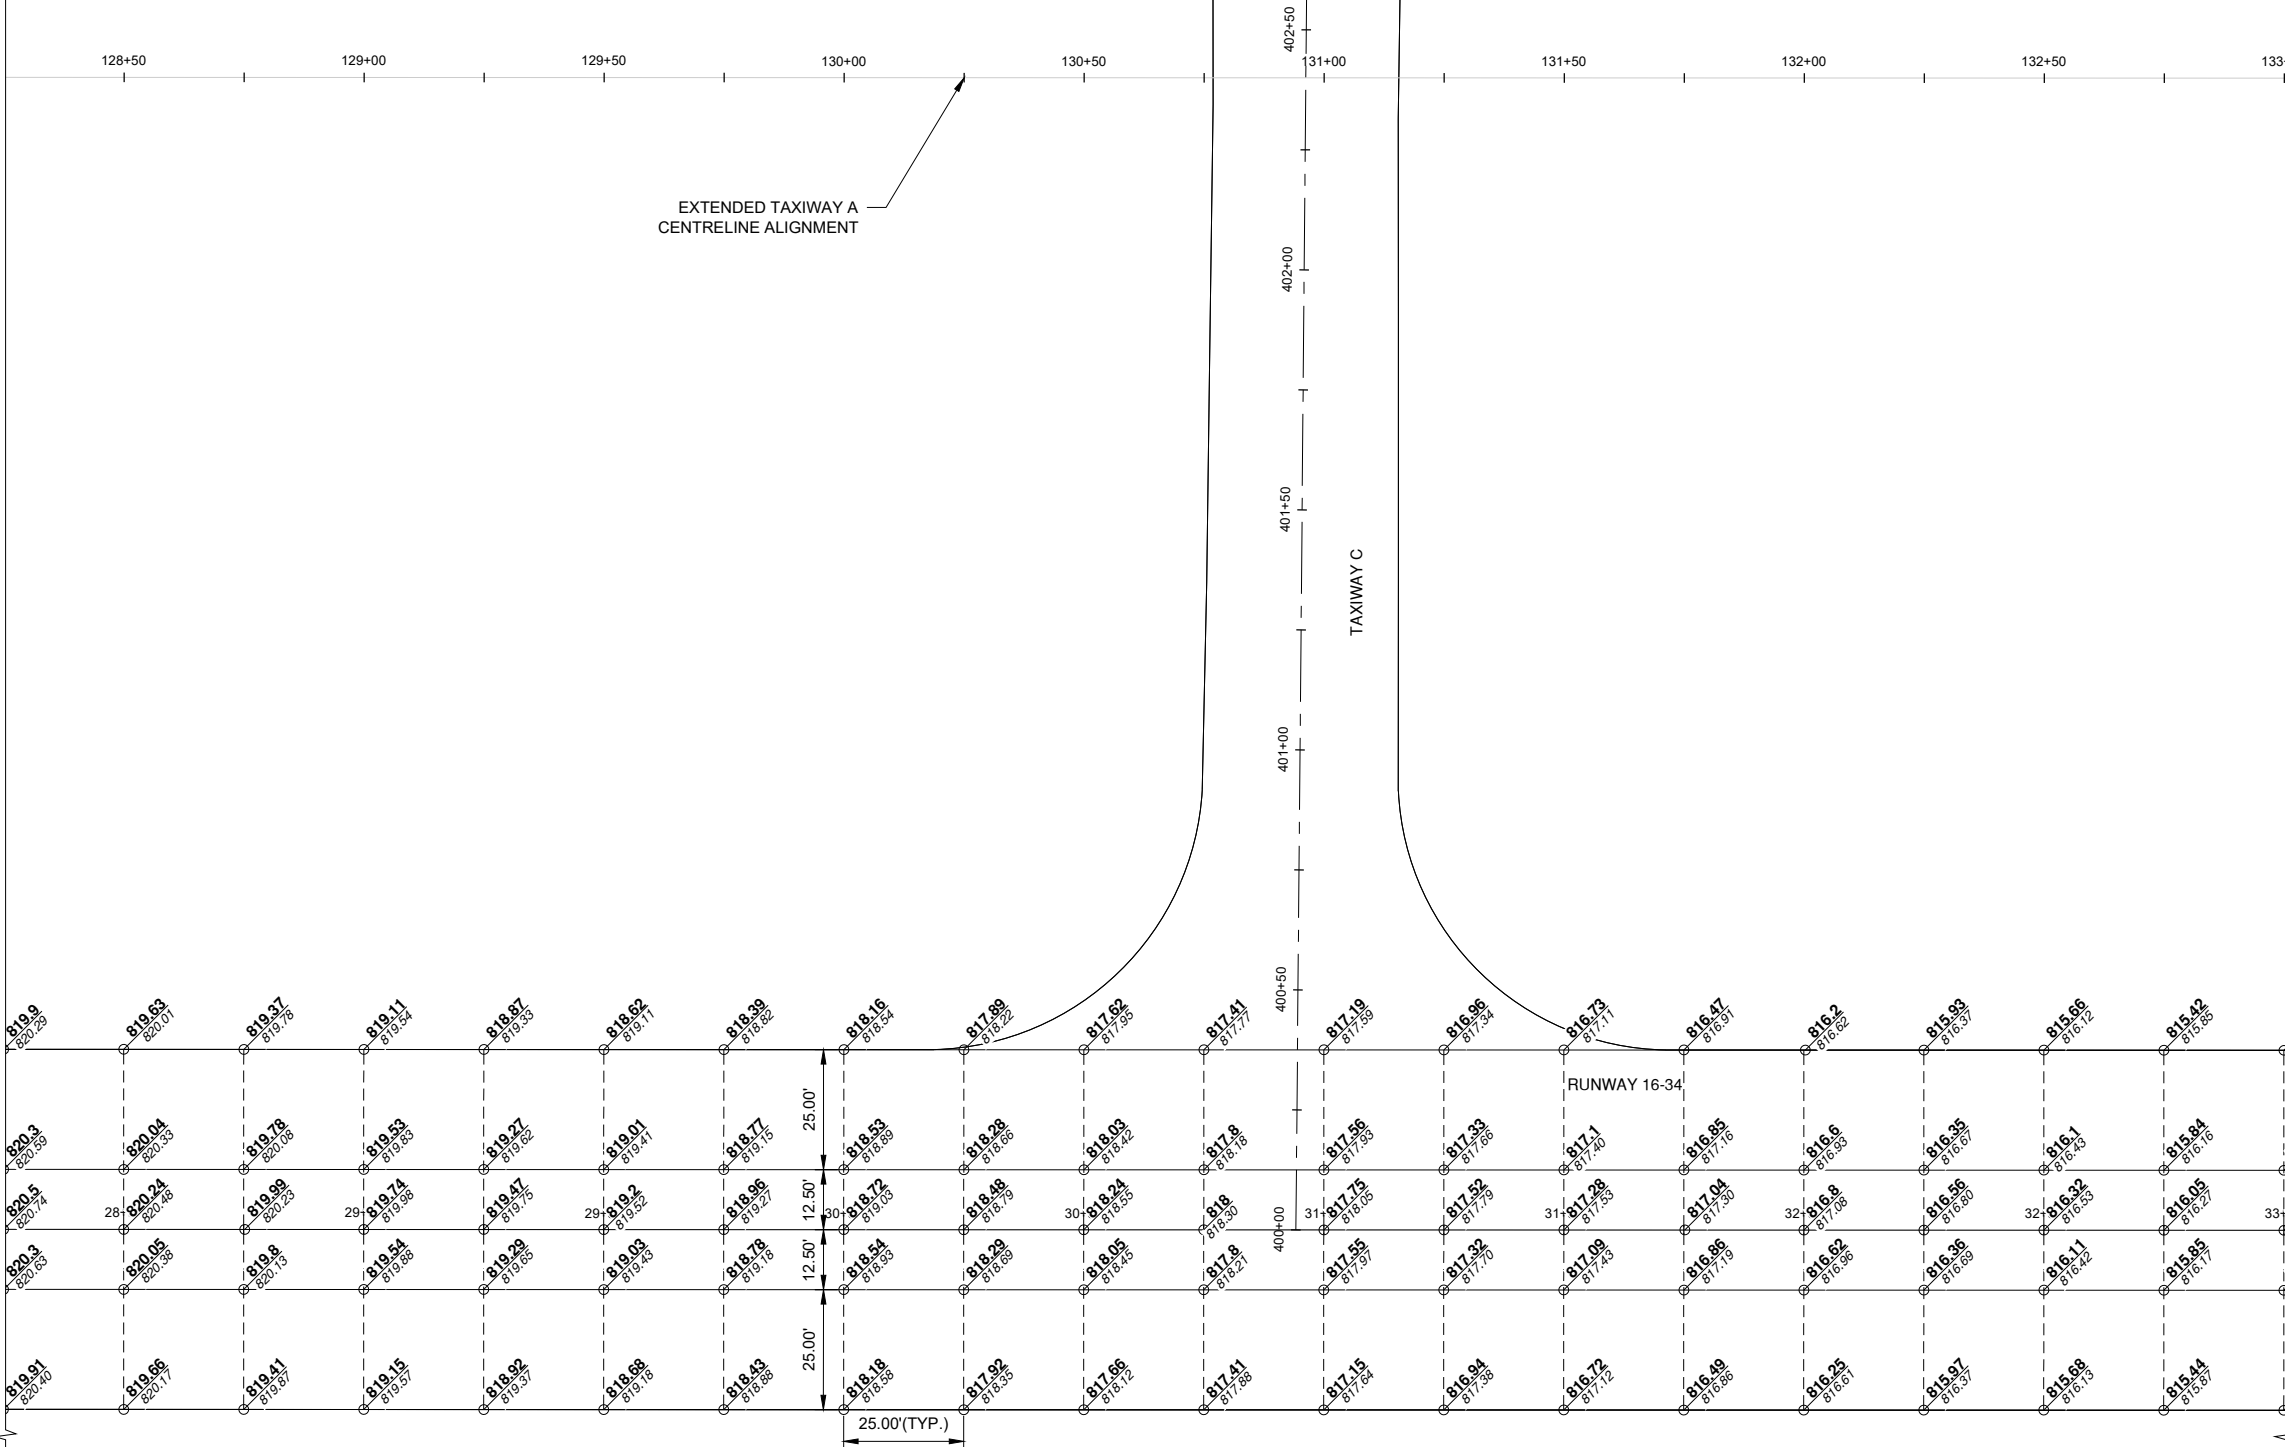 402+50
128+50 129+00 129+50 130+00 130+50 131+00 131+50 132+00 132+50 133+
EXTENDED TAXIWAY A
CENTRELINE ALIGNMENT
402+00
401+50
TAXIWAY C
401+00
400+50
819.9 819.63 819.37 819.11 818.87 818.62 818.39 818.16 817.89 817.62 817.41 817.19 816.96 816.73 816.47 816.2 815.93 815.66 815.42
820.29 820.01 819.78 819.54 819.33 819.11 818.82 818.54 818.22 817.95 817.77 817.59 817.34 817.11 816.91 816.62 816.37 816.12 815.85
RUNWAY 16-34
25.00'
820.3 820.04 819.78 819.53 819.27 819.01 818.77 818.53 818.28 818.03 817.8 817.56 817.33 817.1 816.85 816.6 816.35 816.1 815.84
820.59 820.33 820.08 819.83 819.62 819.41 819.15 818.89 818.66 818.42 818.18 817.93 817.66 817.40 817.16 816.93 816.67 816.43 816.16
12.50'
820.5 820.24 819.99 819.74 819.47 819.2 818.96 818.72 818.48 818.24 818 817.75 817.52 817.28 817.04 816.8 816.56 816.32 816.05
820.74 820.48 820.23 819.98 819.75 819.52 819.27 819.03 818.79 818.55 818.30 818.05 817.79 817.53 817.30 817.08 816.80 816.53 816.27
28+ 29+ 29+ 30+ 30+ 31+ 31+ 32+ 32+ 33+
400+00
12.50'
820.3 820.05 819.8 819.54 819.29 819.03 818.78 818.54 818.29 818.05 817.8 817.55 817.32 817.09 816.86 816.62 816.36 816.11 815.85
820.63 820.38 820.13 819.88 819.65 819.43 819.18 818.93 818.69 818.45 818.21 817.97 817.70 817.43 817.19 816.96 816.69 816.42 816.17
25.00'
819.91 819.66 819.41 819.15 818.92 818.68 818.43 818.18 817.92 817.66 817.41 817.15 816.94 816.72 816.49 816.25 815.97 815.68 815.44
820.40 820.17 819.87 819.57 819.37 819.18 818.88 818.58 818.35 818.12 817.88 817.64 817.38 817.12 816.86 816.61 816.37 816.13 815.87
25.00'(TYP.)